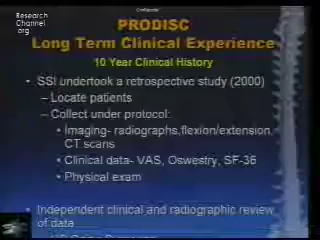 Confidential
Research
Channel
.org
PRODISC
Long Term Clinical Experience
10 Year Clinical History
• SSI undertook a retrospective study (2000)
– Locate patients
– Collect under protocol:
• Imaging- radiographs,flexion/extension,
CT scans
• Clinical data- VAS, Oswestry, SF-36
• Physical exam
• Independent clinical and radiographic review
of data